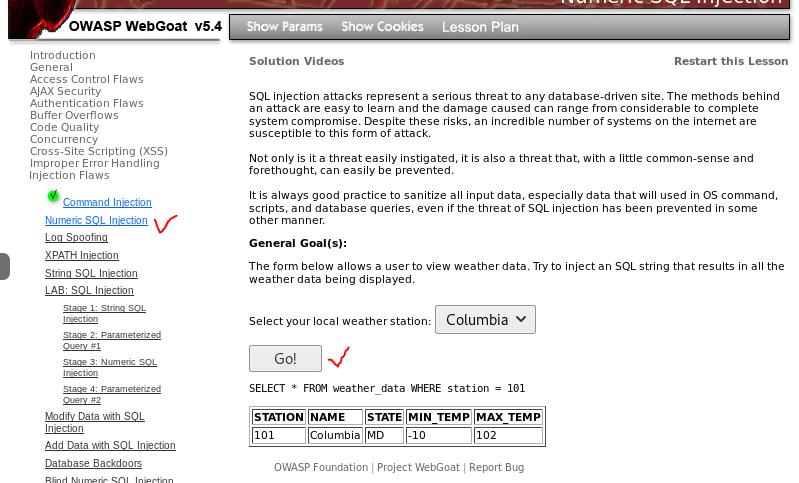 Numeric SQL Injection
OWASP WebGoat v5.4
Show Params Show Cookies Lesson Plan
Introduction
General
Access Control Flaws
AJAX Security
Authentication Flaws
Buffer Overflows
Code Quality
Concurrency
Cross-Site Scripting (XSS)
Improper Error Handling
Injection Flaws
Command Injection
Numeric SQL Injection
Log Spoofing
XPATH Injection
String SQL Injection
LAB: SQL Injection
Stage 1: String SQL
Injection
Stage 2: Parameterized
Query #1
Stage 3: Numeric SQL
Injection
Stage 4: Parameterized
Query #2
Modify Data with SQL
Injection
Add Data with SQL Injection
Database Backdoors
Blind Numeric SQL Injection
Solution Videos
Restart this Lesson
SQL injection attacks represent a serious threat to any database-driven site. The methods behind
an attack are easy to learn and the damage caused can range from considerable to complete
system compromise. Despite these risks, an incredible number of systems on the internet are
susceptible to this form of attack.
Not only is it a threat easily instigated, it is also a threat that, with a little common-sense and
forethought, can easily be prevented.
It is always good practice to sanitize all input data, especially data that will used in OS command,
scripts, and database queries, even if the threat of SQL injection has been prevented in some
other manner.
General Goal(s):
The form below allows a user to view weather data. Try to inject an SQL string that results in all the
weather data being displayed.
Select your local weather station: Columbia
Go!
SELECT * FROM weather_data WHERE station = 101
STATION NAME STATE MIN_TEMP MAX_TEMP
101 Columbia MD -10 102
OWASP Foundation | Project WebGoat | Report Bug